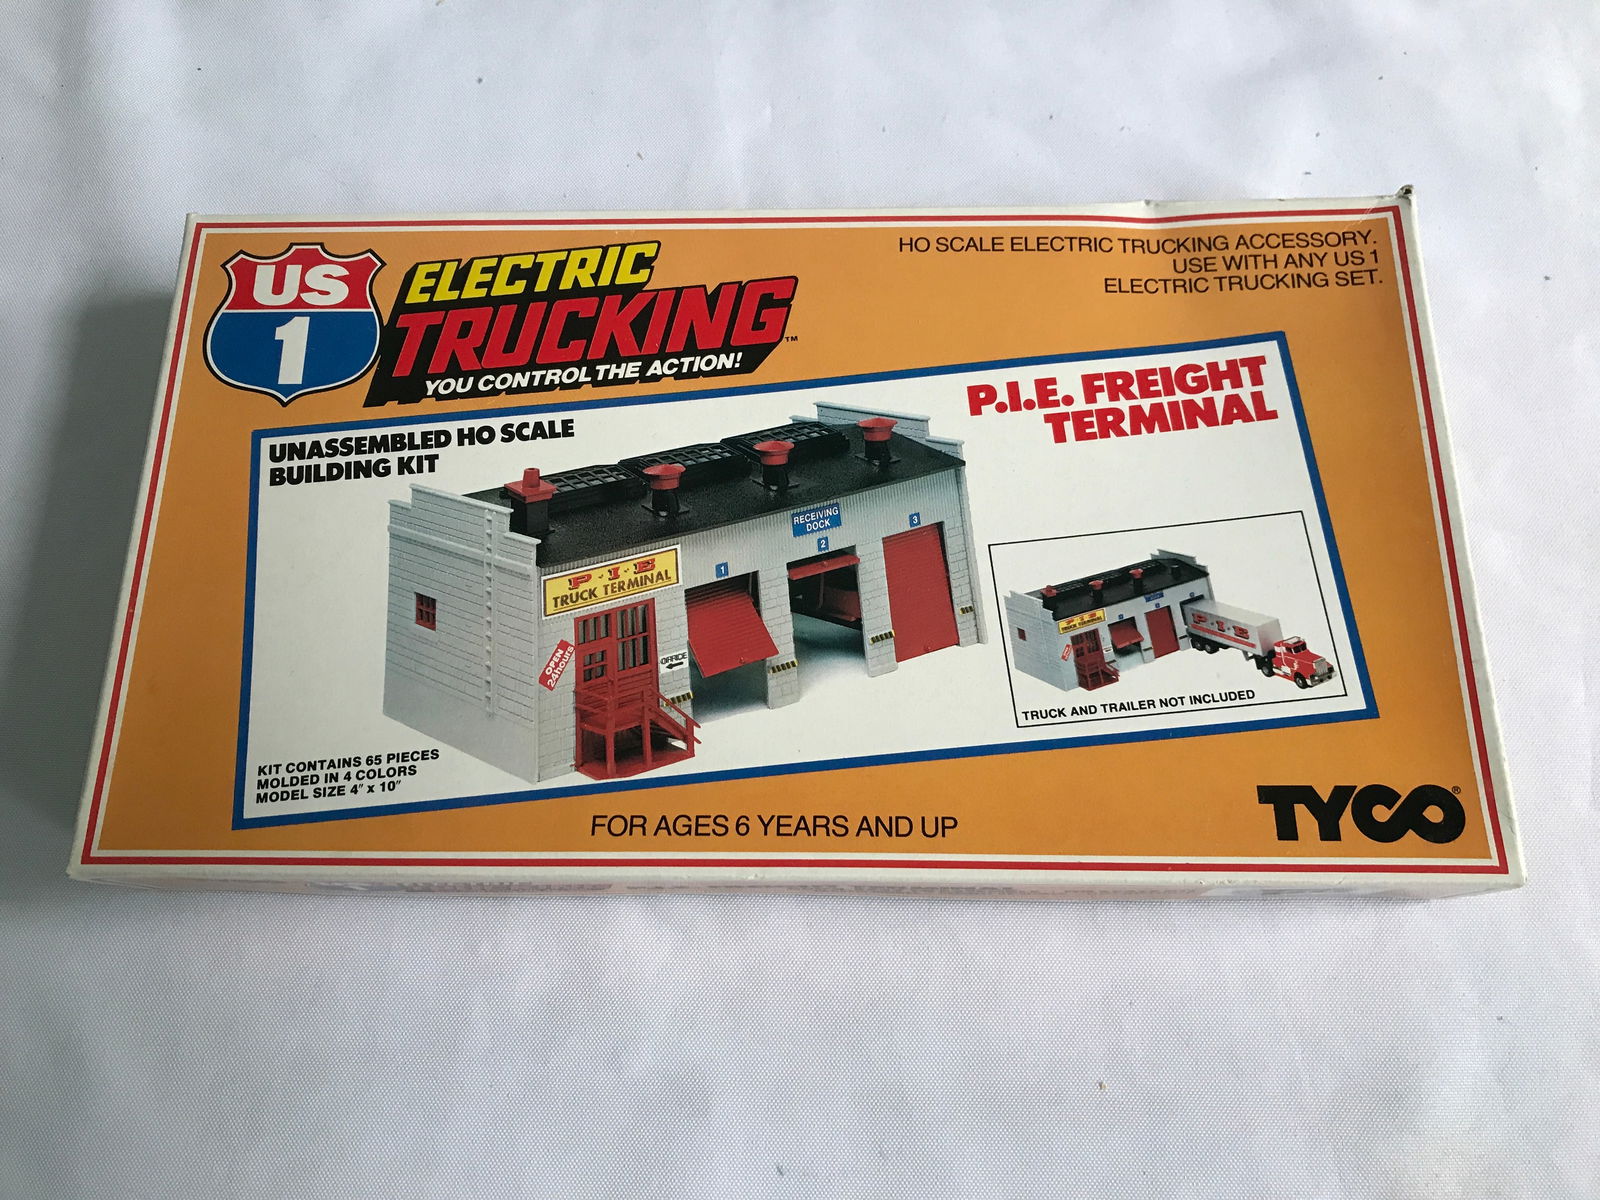 US
1
ELECTRIC
TRUCKING™
YOU CONTROL THE ACTION!
HO SCALE ELECTRIC TRUCKING ACCESSORY.
USE WITH ANY US 1
ELECTRIC TRUCKING SET.
UNASSEMBLED HO SCALE
BUILDING KIT
P.I.E. FREIGHT
TERMINAL
RECEIVING
DOCK
1
2
3
P·I·E
TRUCK TERMINAL
OPEN
24 hours
OFFICE
P·I·E
TRUCK TERMINAL
P·I·E
TRUCK AND TRAILER NOT INCLUDED
KIT CONTAINS 65 PIECES
MOLDED IN 4 COLORS
MODEL SIZE 4" x 10"
FOR AGES 6 YEARS AND UP
TYCO®